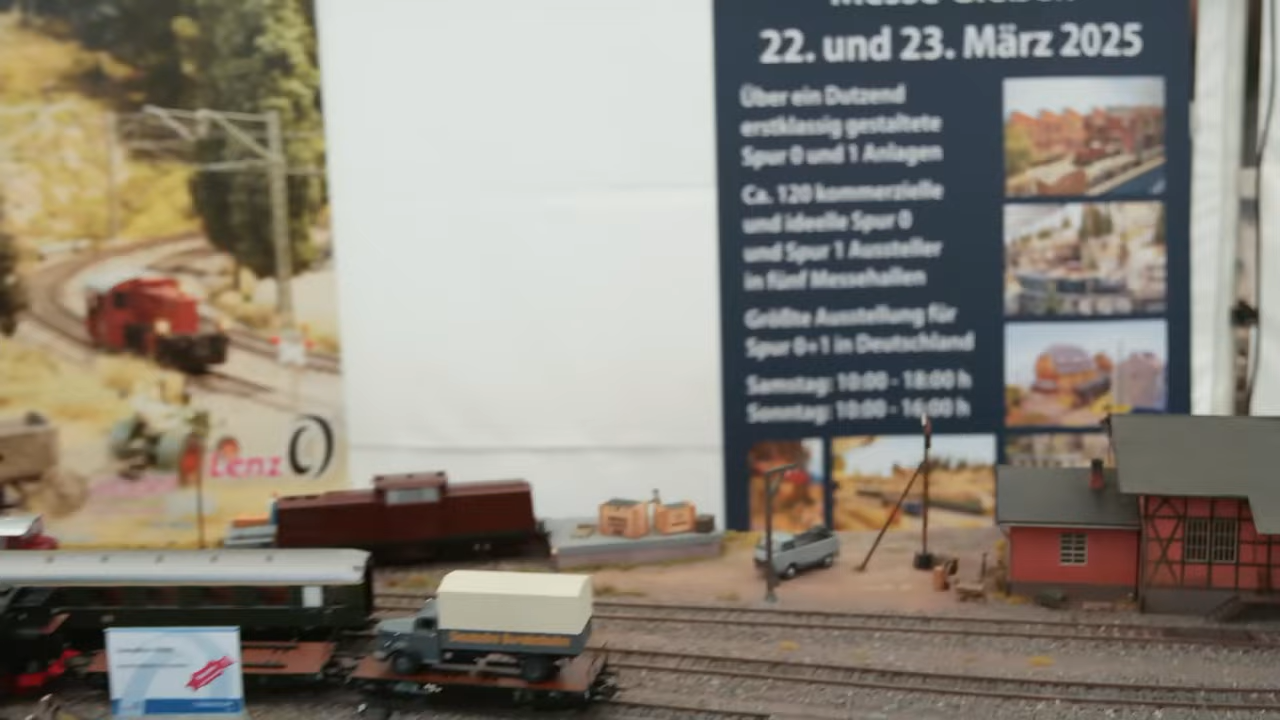 22. und 23. März 2025
Über ein Dutzend
erstklassig gestaltete
Spur 0 und 1 Anlagen
Ca. 120 kommerzielle
und ideelle Spur 0
und Spur 1 Aussteller
in fünf Messehallen
Größte Ausstellung für
Spur 0+1 in Deutschland
Samstag: 10:00 - 18:00 h
Sonntag: 10:00 - 16:00 h
Lenz